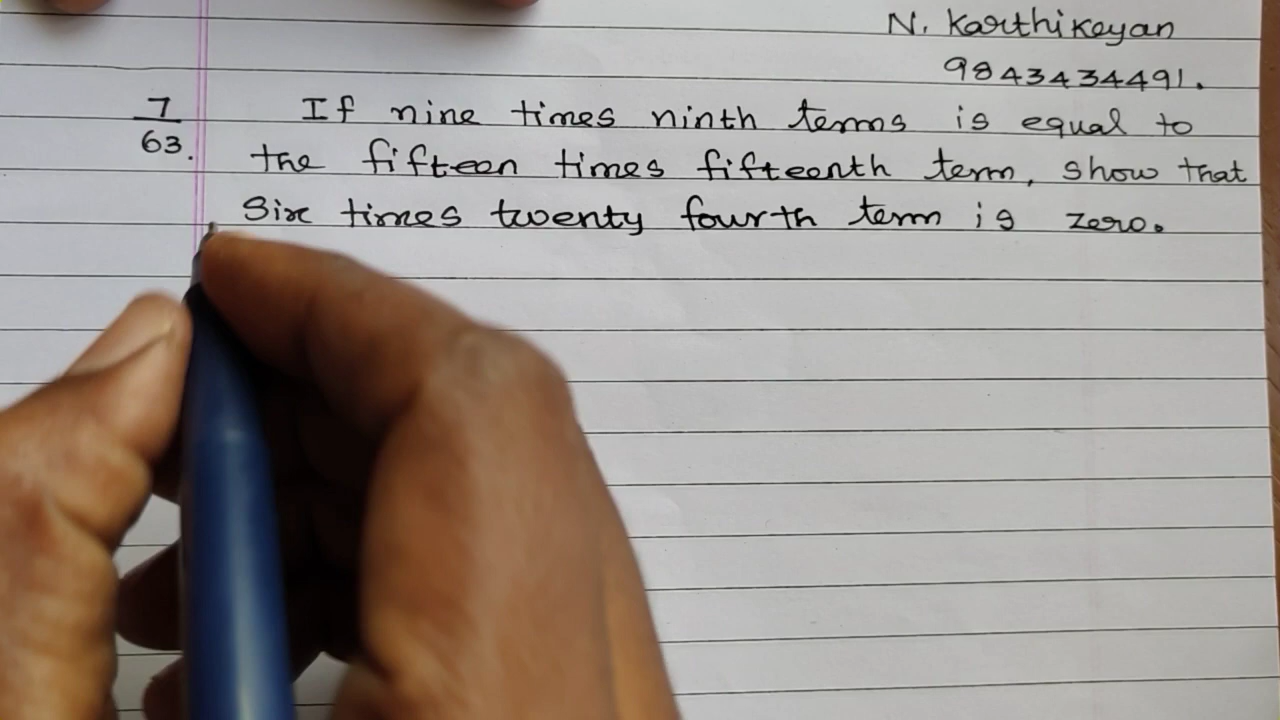 N. Karthikeyan
9843434491.
7/63. If nine times ninth terms is equal to
the fifteen times fifteenth term, show that
Six times twenty fourth term is zero.